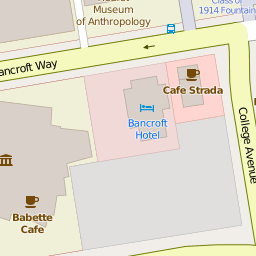 Museum
of Anthropology
Class of
1914 Fountain
Bancroft Way
Cafe Strada
Bancroft
Hotel
College Avenue
Babette
Cafe